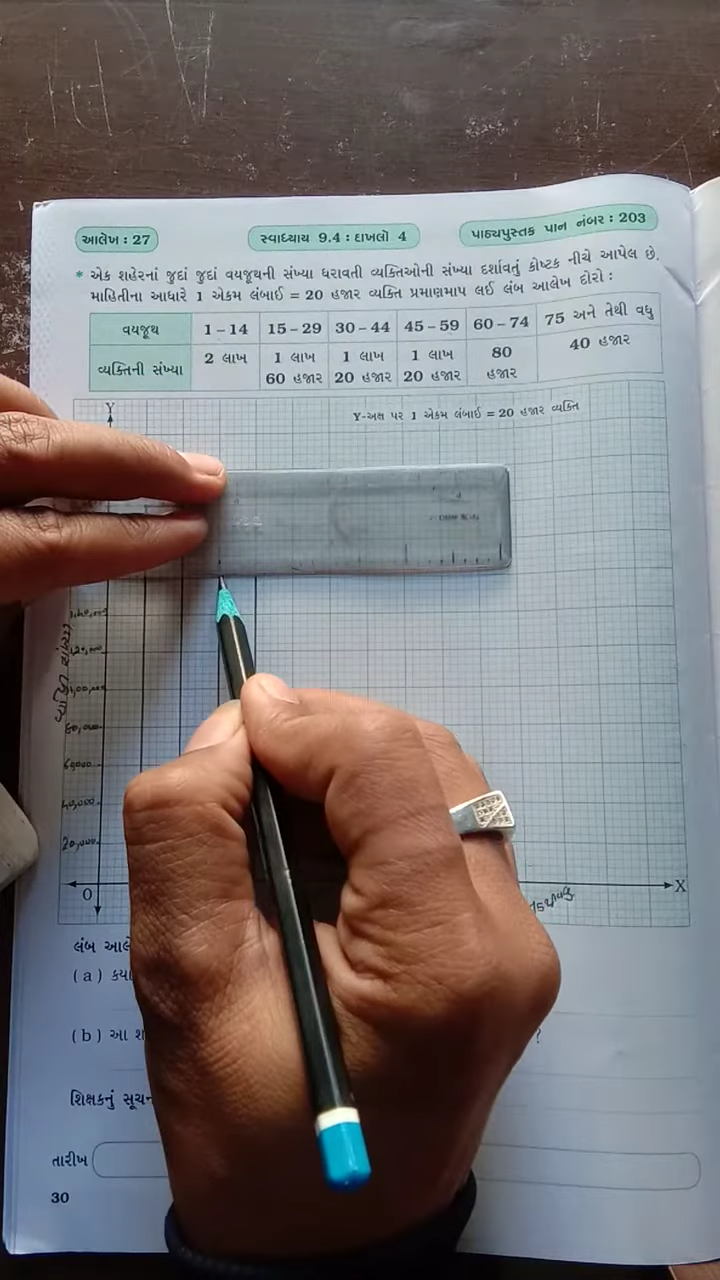 આલેખ : 27
સ્વાધ્યાય 9.4 : દાખલો 4
પાઠ્યપુસ્તક પાન નંબર : 203
* એક શહેરનાં જુદાં જુદાં વયજૂથની સંખ્યા ધરાવતી વ્યક્તિઓની સંખ્યા દર્શાવતું કોષ્ટક નીચે આપેલ છે.
માહિતીના આધારે 1 એકમ લંબાઈ = 20 હજાર વ્યક્તિ પ્રમાણમાપ લઈ લંબ આલેખ દોરો :
વયજૂથ 1 – 14 15 – 29 30 – 44 45 – 59 60 – 74 75 અને તેથી વધુ
વ્યક્તિની સંખ્યા 2 લાખ 1 લાખ 60 હજાર 1 લાખ 20 હજાર 1 લાખ 20 હજાર 80 હજાર 40 હજાર
Y
Y-અક્ષ પર 1 એકમ લંબાઈ = 20 હજાર વ્યક્તિ
1,40,000
1,20,000
1,00,000
80,000
60,000
40,000
20,000
O
X
લંબ આલે
( a ) કયા
( b ) આ શ
?
શિક્ષકનું સૂચન
તારીખ
30